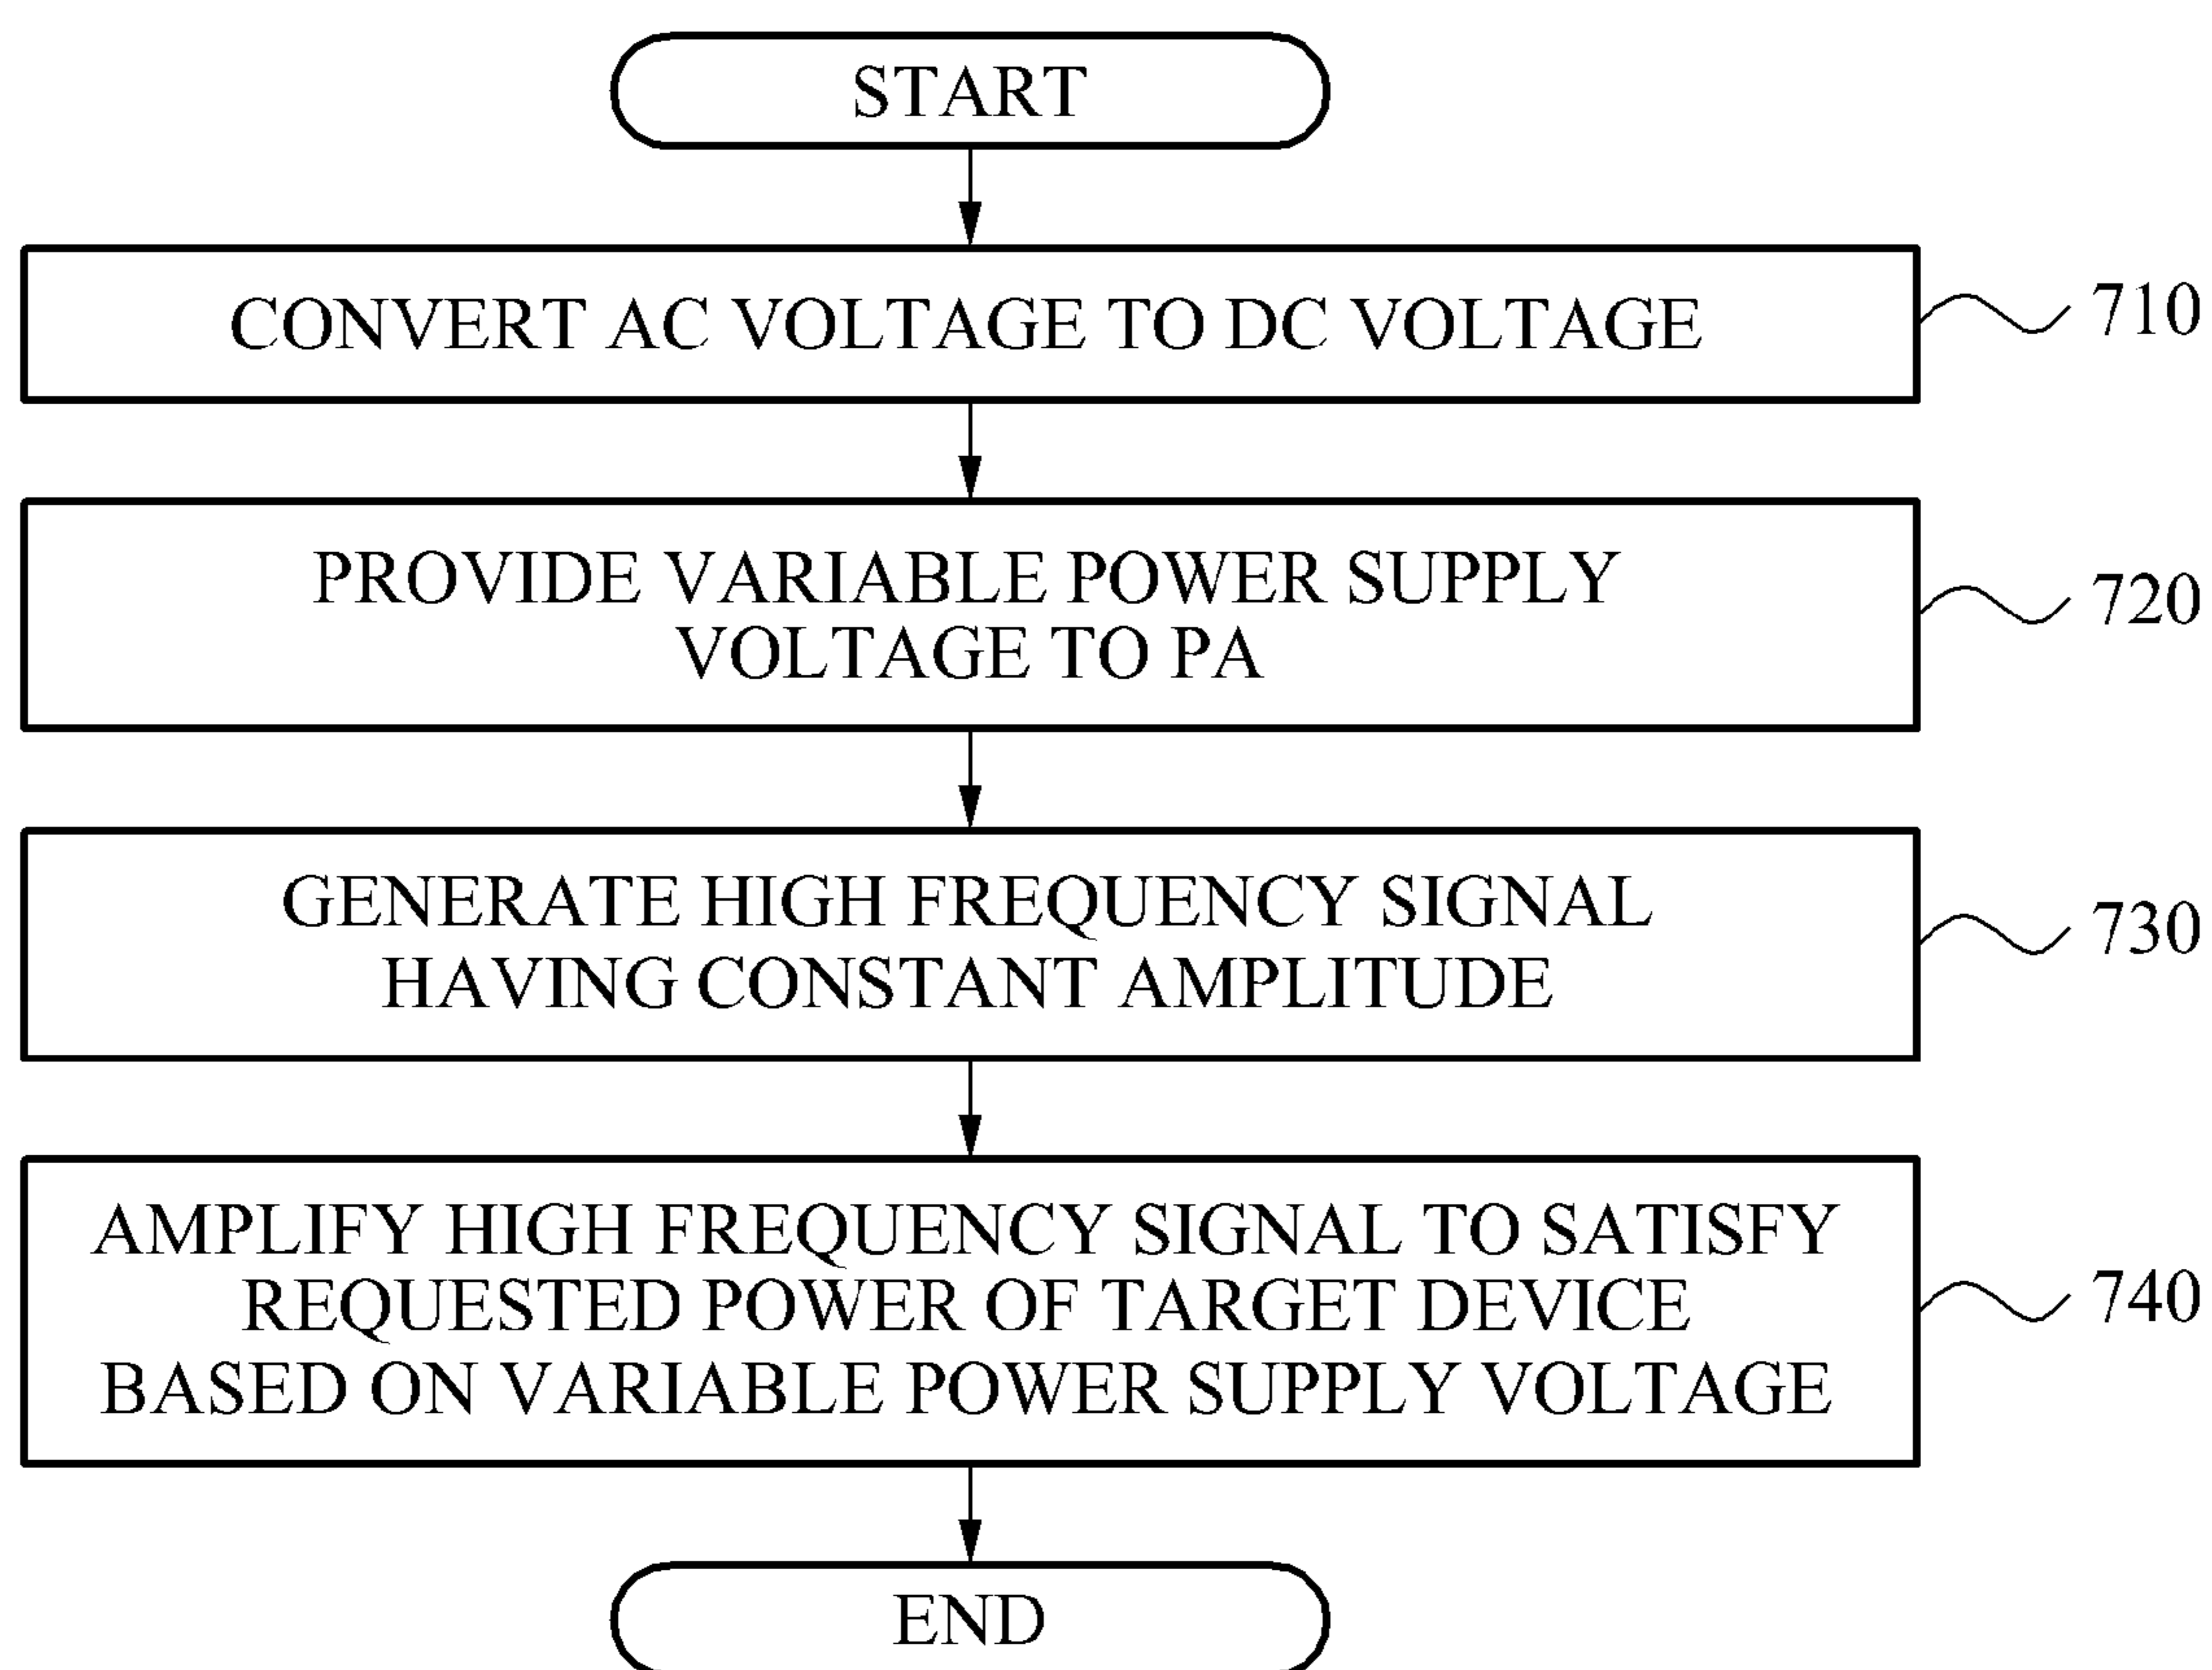 START
CONVERT AC VOLTAGE TO DC VOLTAGE
710
PROVIDE VARIABLE POWER SUPPLY
VOLTAGE TO PA
720
GENERATE HIGH FREQUENCY SIGNAL
HAVING CONSTANT AMPLITUDE
730
AMPLIFY HIGH FREQUENCY SIGNAL TO SATISFY
REQUESTED POWER OF TARGET DEVICE
BASED ON VARIABLE POWER SUPPLY VOLTAGE
740
END